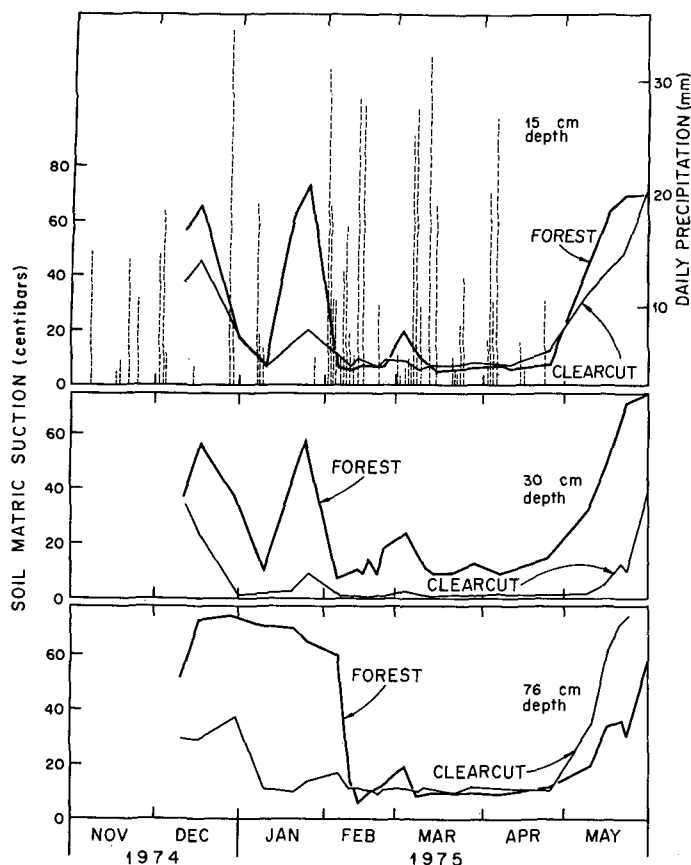 SOIL MATRIC SUCTION (centibars)
DAILY PRECIPITATION (mm)
80
60
40
20
0
30
20
10
15 cm
depth
FOREST
CLEARCUT
60
40
20
0
30 cm
depth
FOREST
CLEARCUT
60
40
20
0
76 cm
depth
FOREST
CLEARCUT
NOV DEC JAN FEB MAR APR MAY
1974 1975